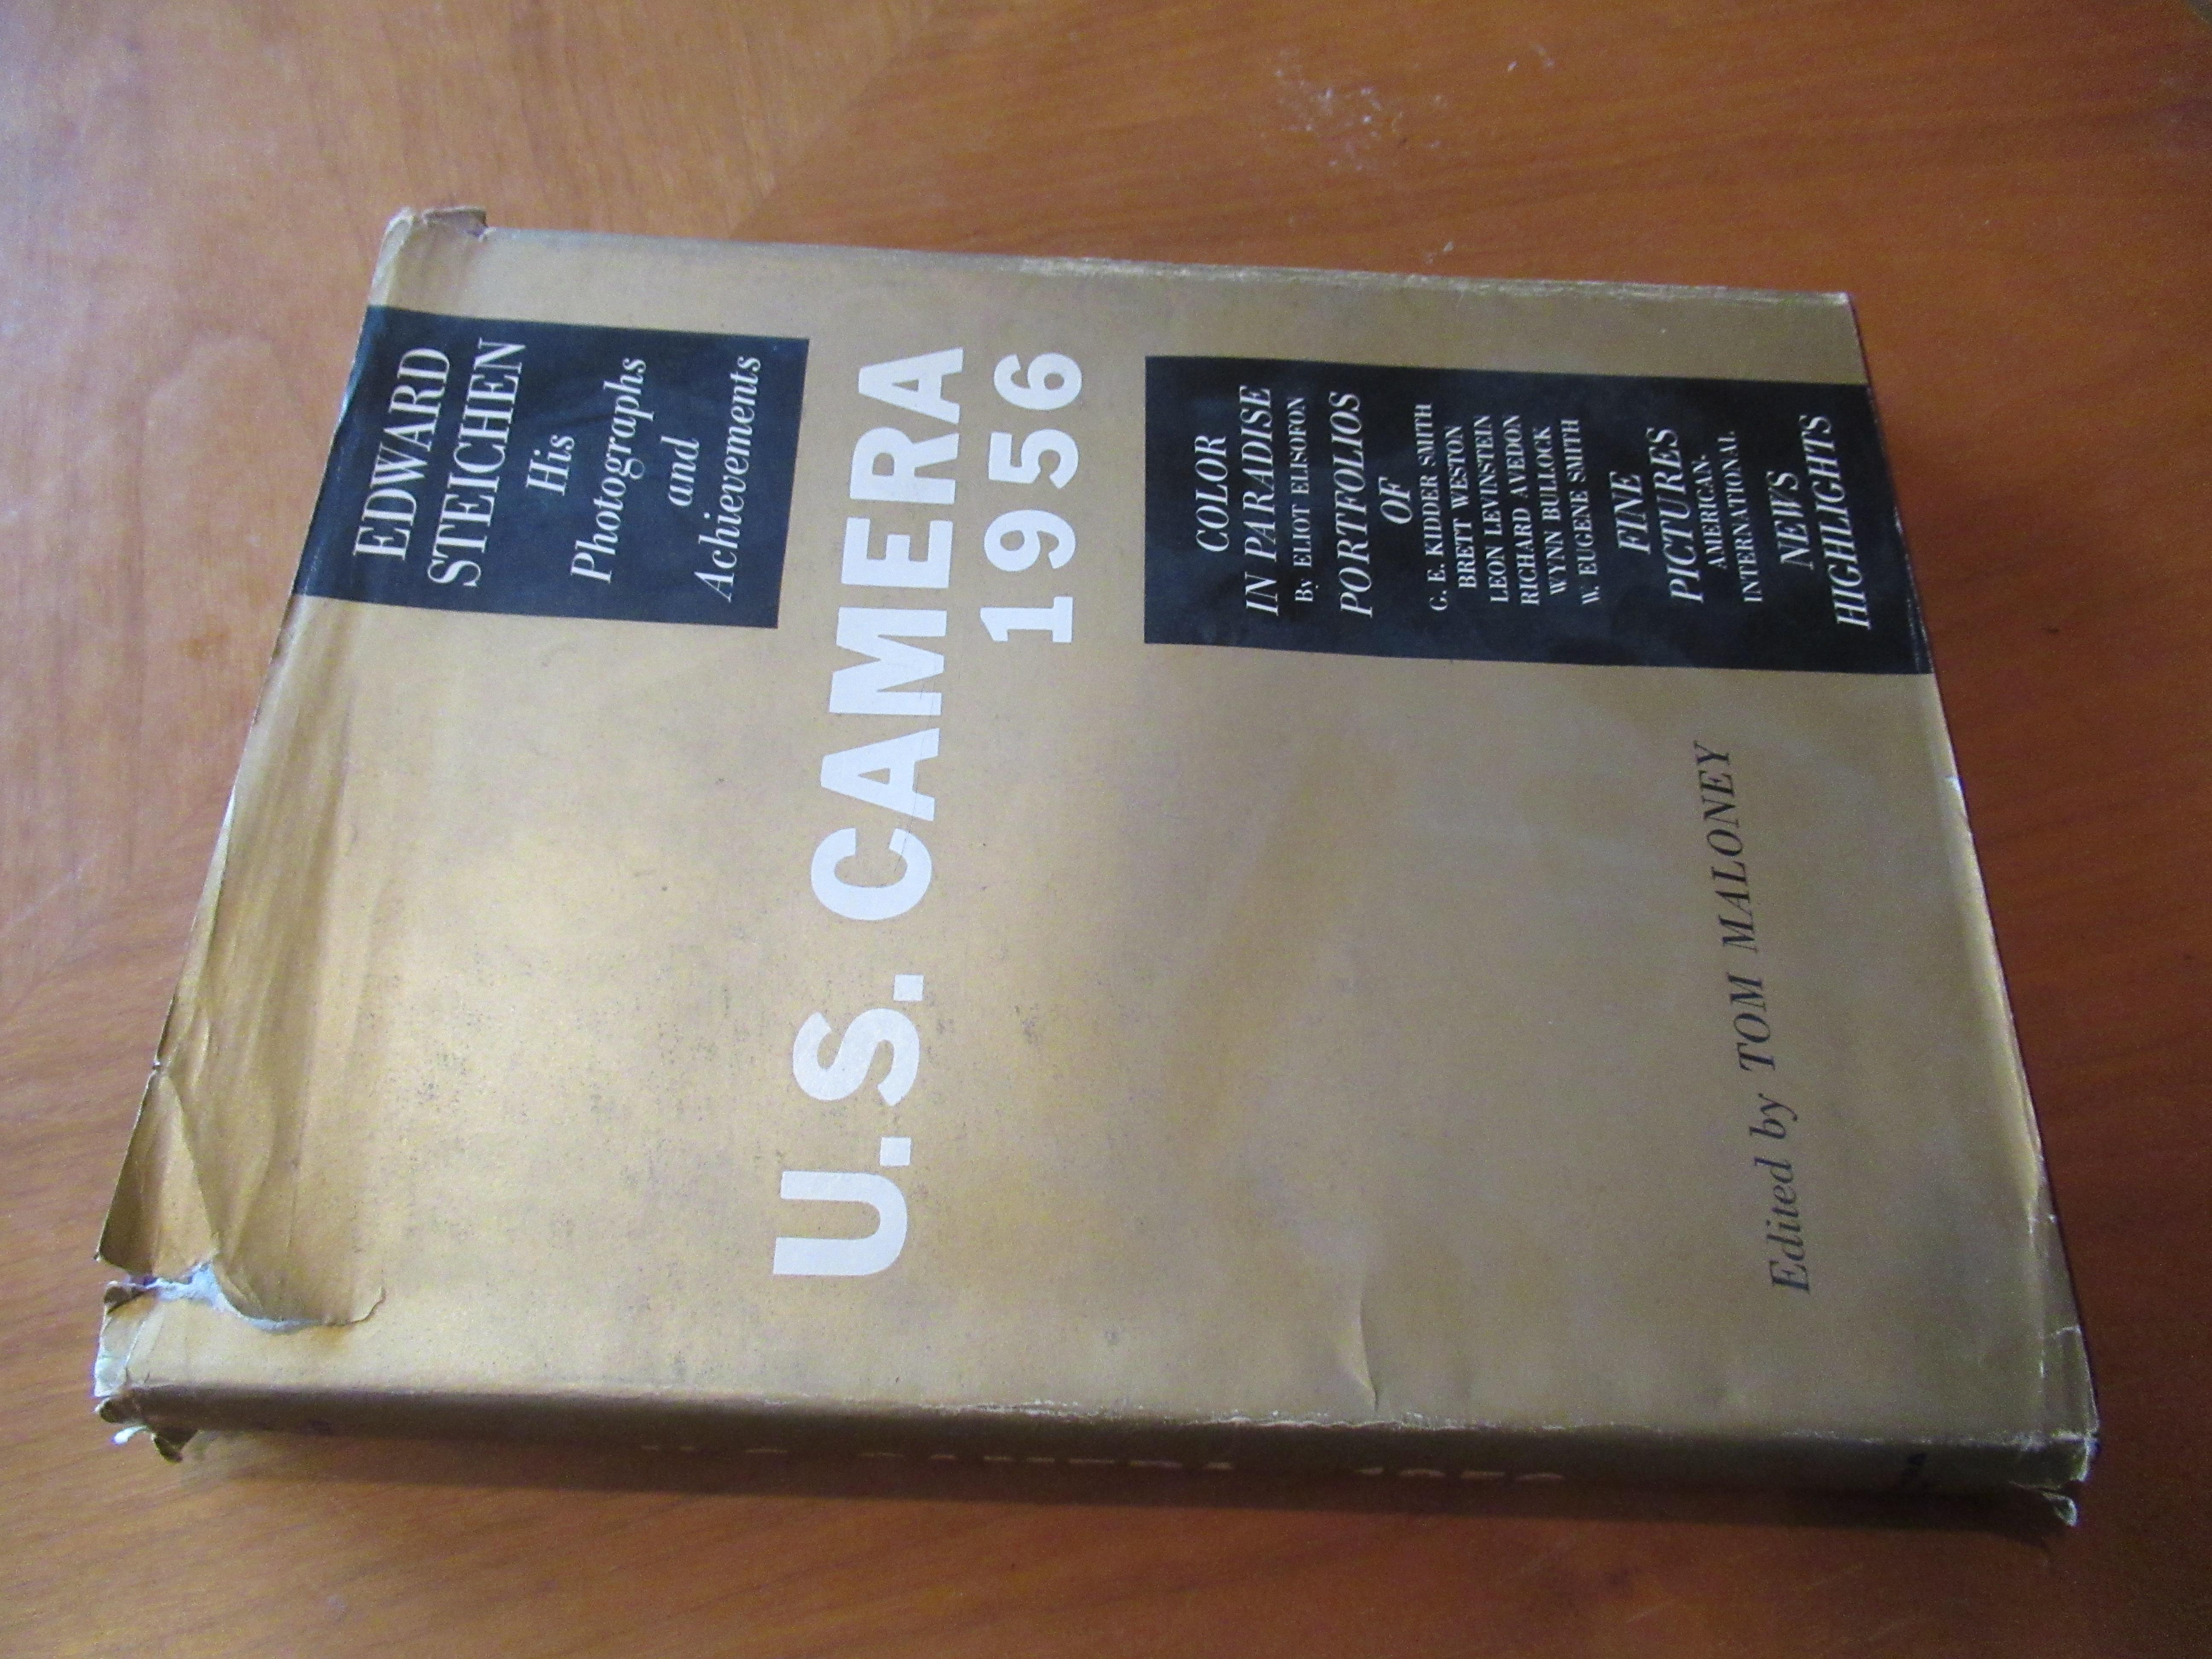 EDWARD
STEICHEN
His
Photographs
and
Achievements
U.S. CAMERA
1956
COLOR
IN PARADISE
By ELIOT ELISOFON
PORTFOLIOS
OF
G. E. KIDDER SMITH
BRETT WESTON
LEON LEVINSTEIN
RICHARD AVEDON
WYNN BULLOCK
W. EUGENE SMITH
FINE
PICTURES
AMERICAN-
INTERNATIONAL
NEWS
HIGHLIGHTS
Edited by TOM MALONEY